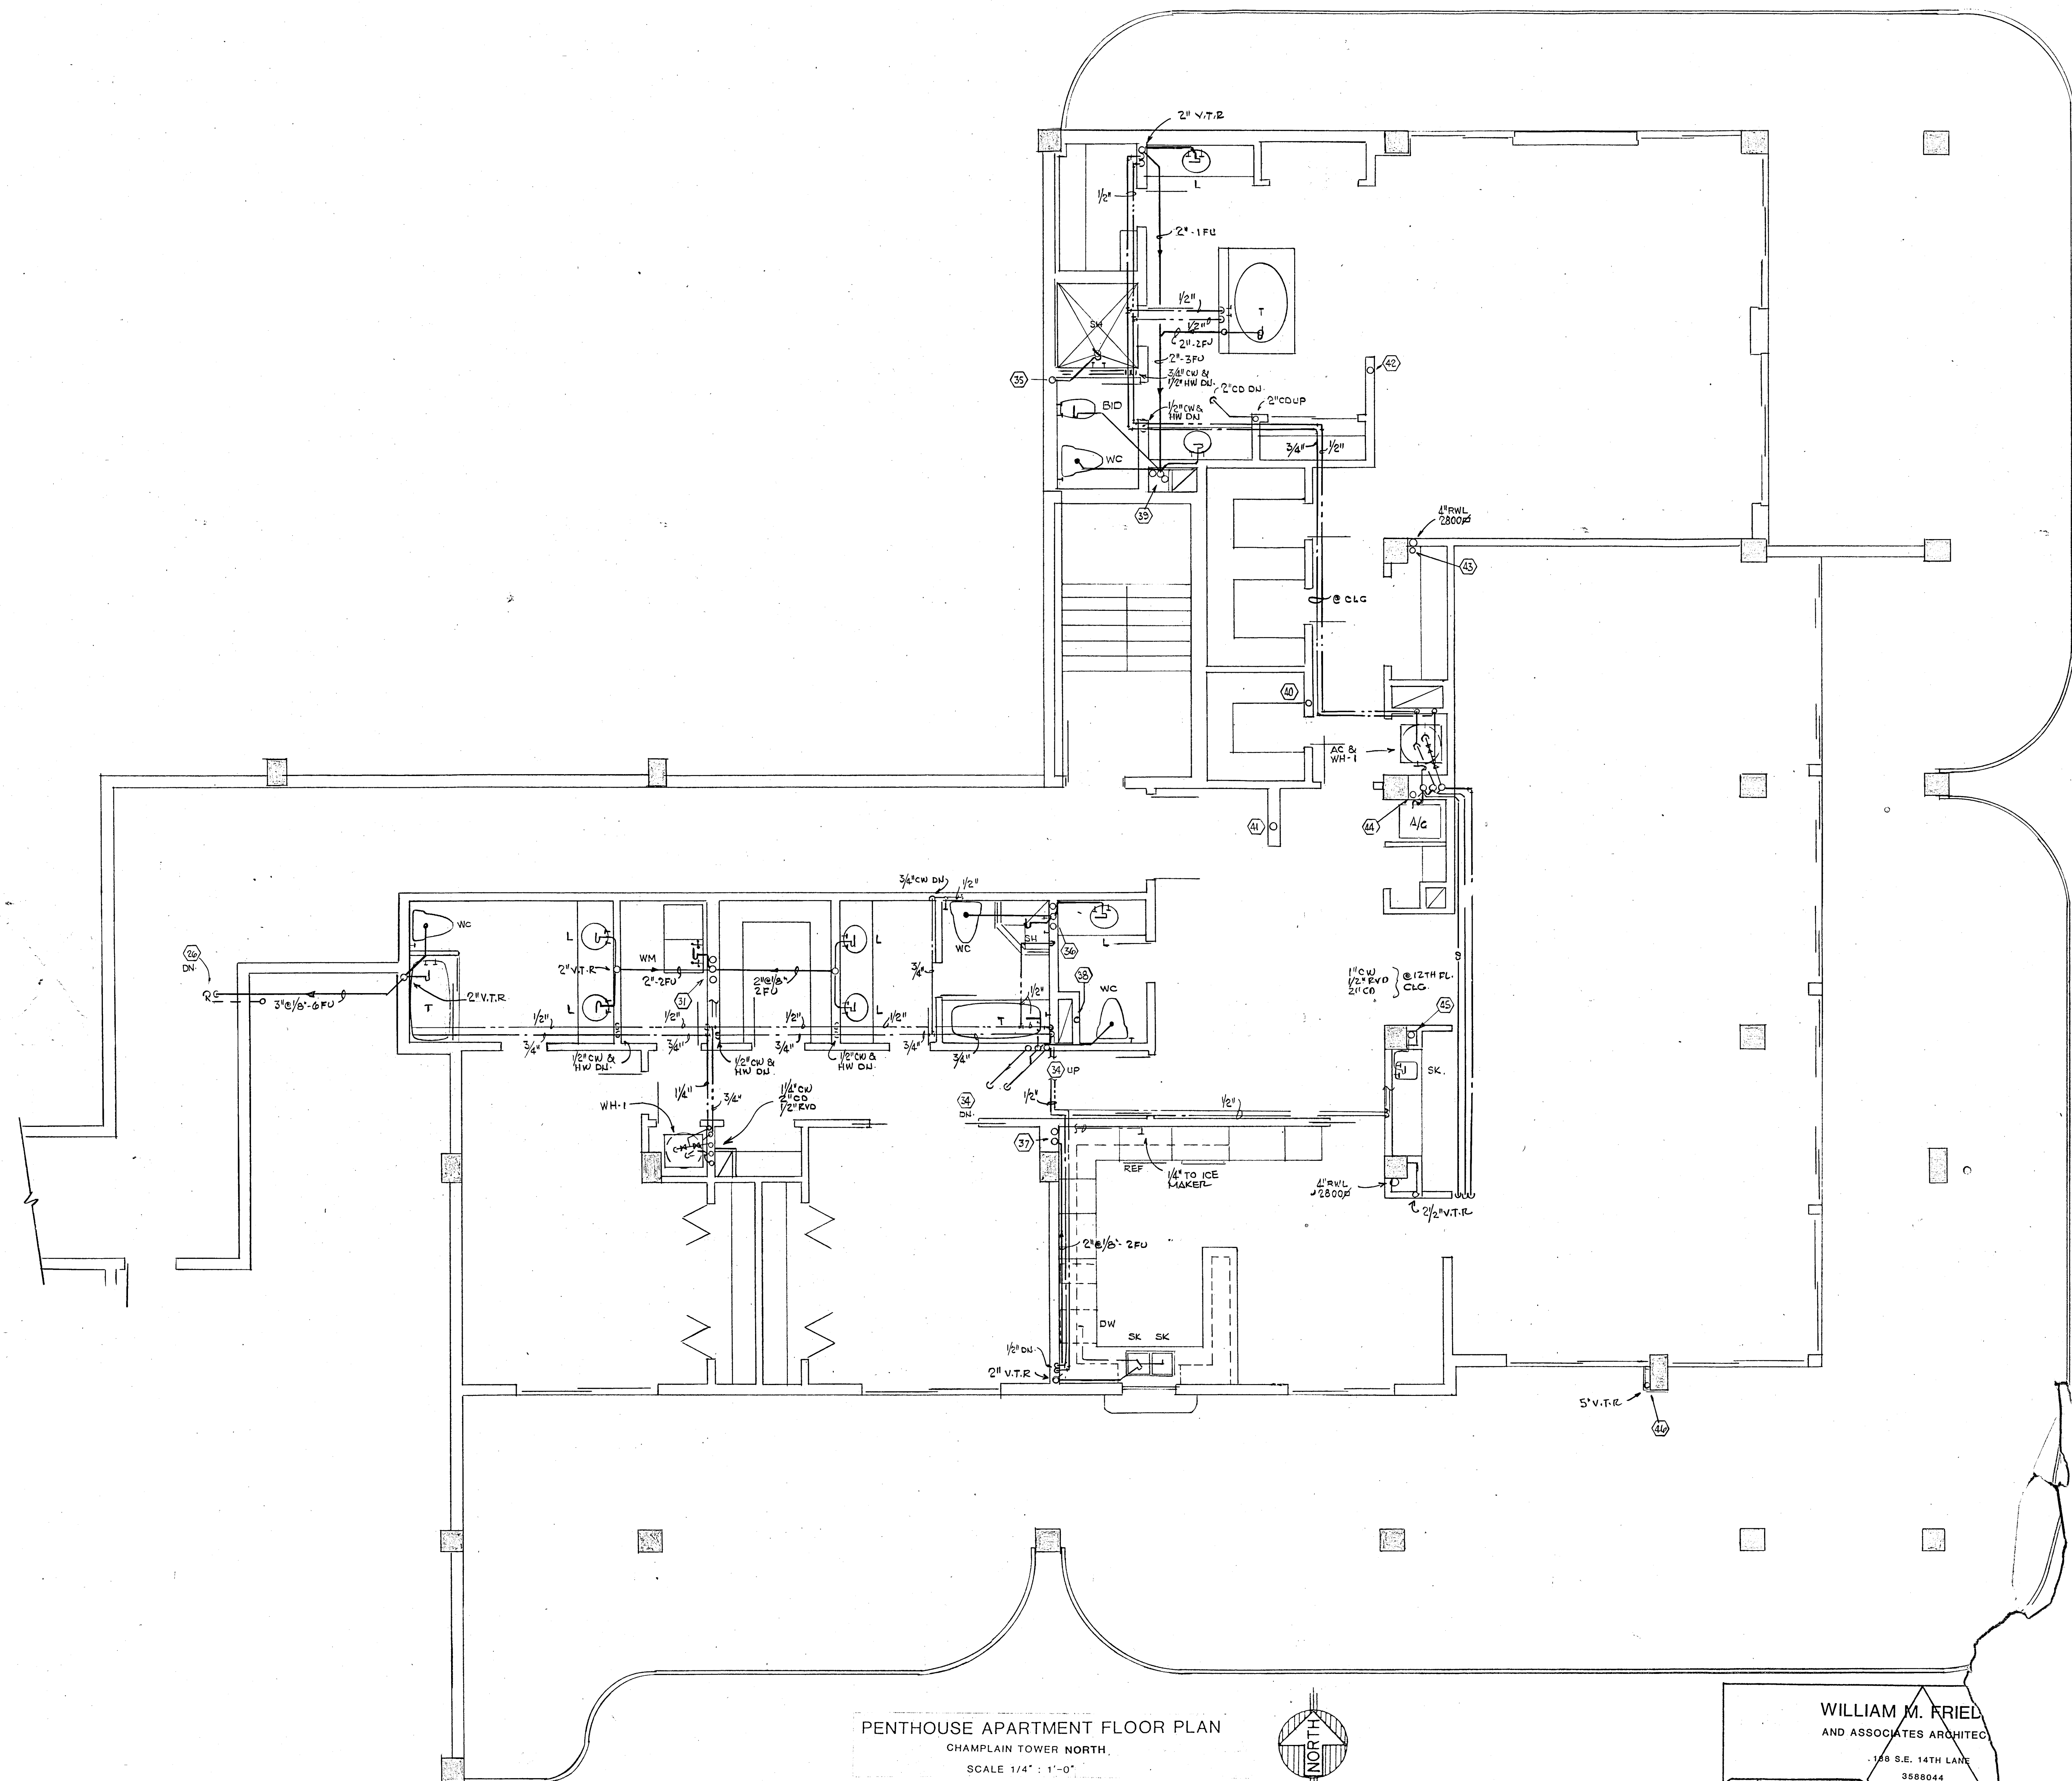 2" V.T.R
L
1/2"
2"-1FU
1/2"
T
SH
1/2"
2"-2FU
2"-3FU
3/4" CW &
1/2" HW DN.
35
42
2"CD DN.
2"CD UP
BID
1/2"CW &
HW DN
3/4"
1/2"
WC
39
4"RWL
2800⌀
43
@ CLG
40
AC &
WH-1
41
44
A/C
3/4"CW DN
1/2"
WC
L
WM
L
WC
SH
36
L
26
DN.
2" V.T.R
2"-2FU
2"@1/8"
2FU
3/4"
38
WC
1" CW
1/2" RVD
2" CD
@ 12TH FL.
CLG.
3"@1/8"-6FU
T
2"V.T.R
L
31
L
1/2"
T
45
1/2"
1/2"
1/2"
1/2"
3/4"
3/4"
3/4"
3/4"
3/4"
1/2"CW &
HW DN.
1/2"CW &
HW DN.
1/2"CW &
HW DN.
34 UP
SK.
1 1/4"
3/4"
1 1/4"CW
2"CD
1/2"RVD
WH-1
34
DN.
1/2"
1/2"
37
REF
1/4" TO ICE
MAKER
4"RWL
2800⌀
2 1/2"V.T.R
2"@1/8"-2FU
DW
SK SK
1/2" DN.
2" V.T.R
5"V.T.R
46
PENTHOUSE APARTMENT FLOOR PLAN
CHAMPLAIN TOWER NORTH
SCALE 1/4" : 1'-0"
NORTH
WILLIAM M. FRIED
AND ASSOCIATES ARCHITEC
S.E. 14TH LANE
3588044